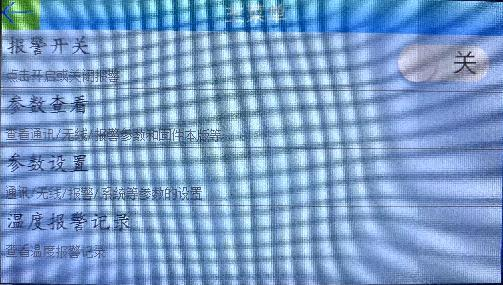 主菜单
报警开关
点击开启或关闭报警
关
参数查看
查看通讯/无线/报警参数和固件本版等
参数设置
通讯/无线/报警/系统等参数的设置
温度报警记录
查看温度报警记录